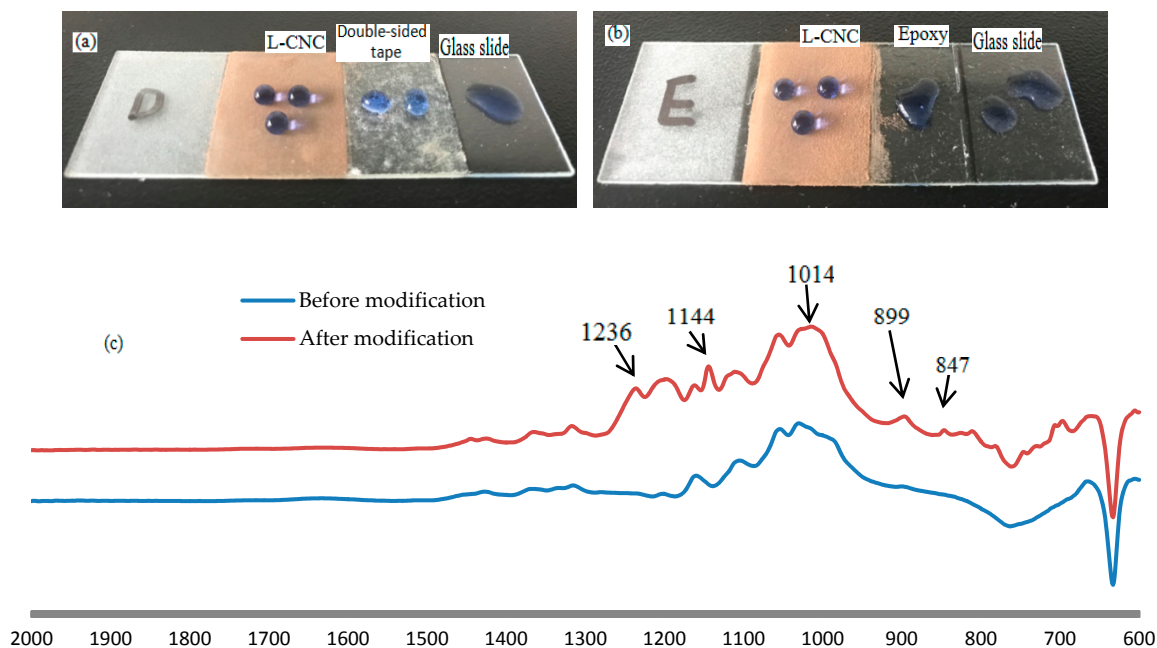 (a)
L-CNC
Double-sided
tape
Glass slide
D
(b)
L-CNC
Epoxy
Glass slide
E
(c)
Before modification
After modification
1236
1144
1014
899
847
2000 1900 1800 1700 1600 1500 1400 1300 1200 1100 1000 900 800 700 600